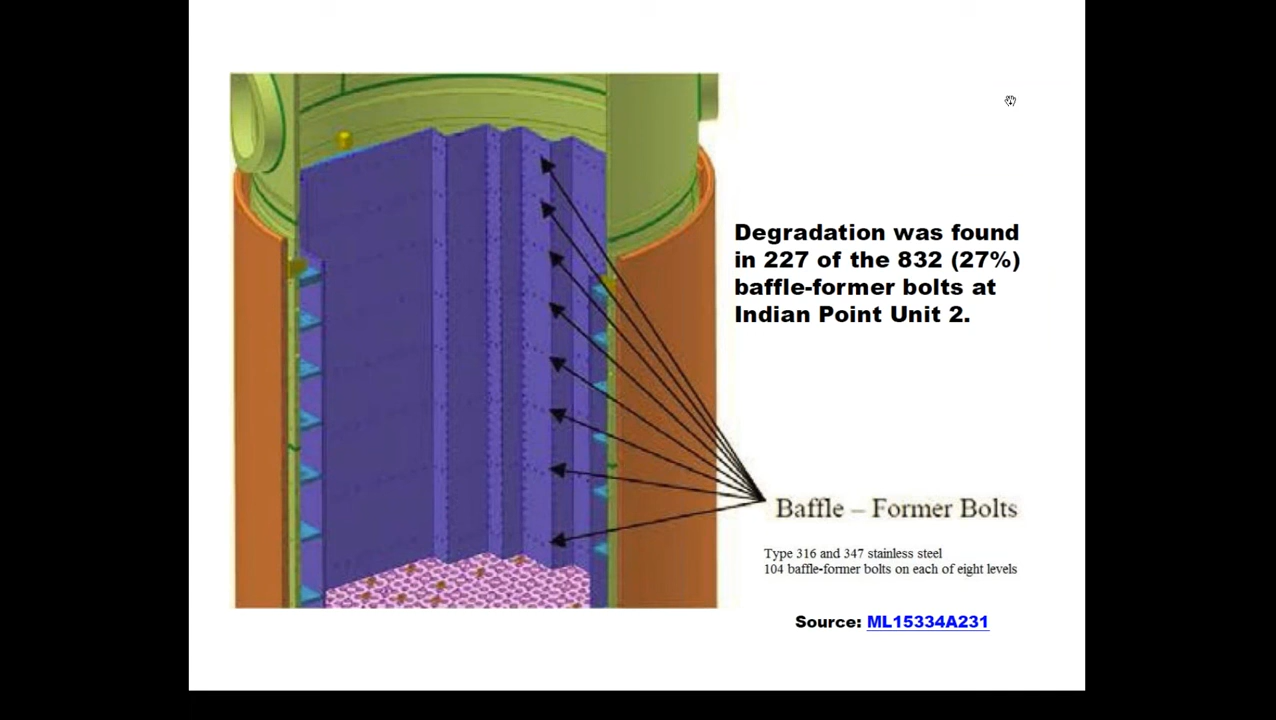 Degradation was found
in 227 of the 832 (27%)
baffle-former bolts at
Indian Point Unit 2.
Baffle – Former Bolts
Type 316 and 347 stainless steel
104 baffle-former bolts on each of eight levels
Source: ML15334A231